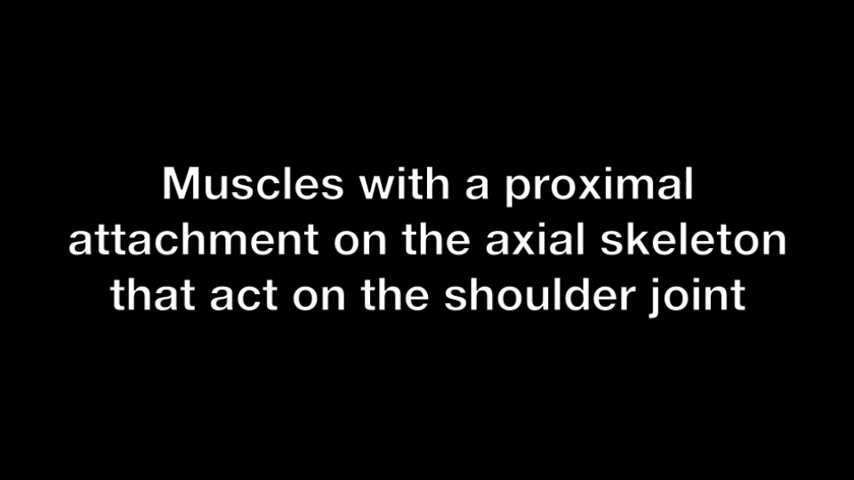 Muscles with a proximal
attachment on the axial skeleton
that act on the shoulder joint